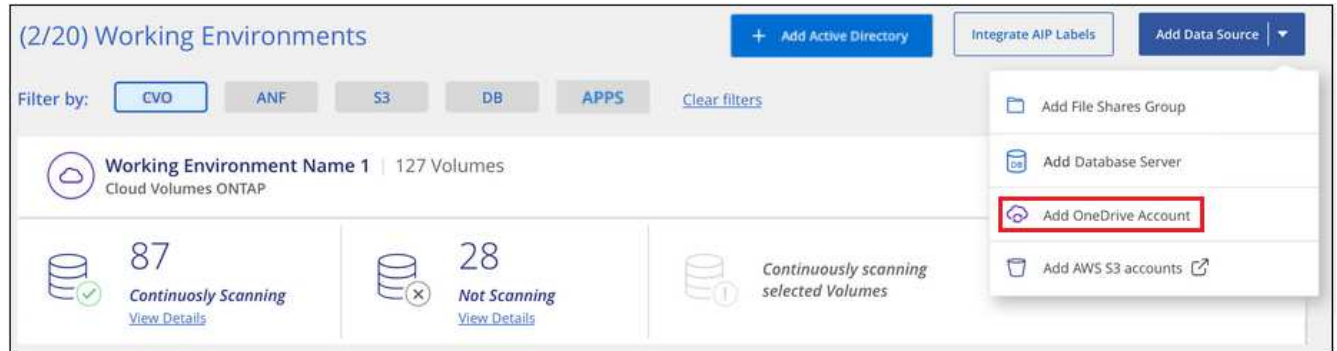 (2/20) Working Environments
+ Add Active Directory
Integrate AIP Labels
Add Data Source
Filter by:
CVO
ANF
S3
DB
APPS
Clear filters
Add File Shares Group
DB
Add Database Server
Add OneDrive Account
Add AWS S3 accounts
Working Environment Name 1 | 127 Volumes
Cloud Volumes ONTAP
87
Continuosly Scanning
View Details
28
Not Scanning
View Details
Continuously scanning
selected Volumes